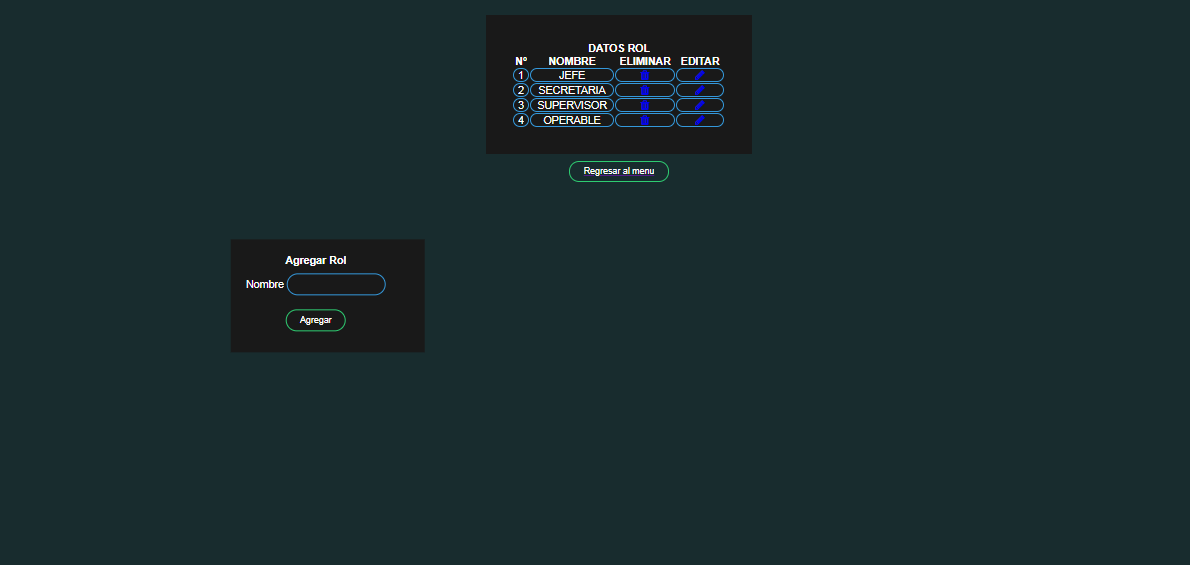 DATOS ROL
Nº NOMBRE ELIMINAR EDITAR
1 JEFE
2 SECRETARIA
3 SUPERVISOR
4 OPERABLE
Regresar al menu
Agregar Rol
Nombre
Agregar